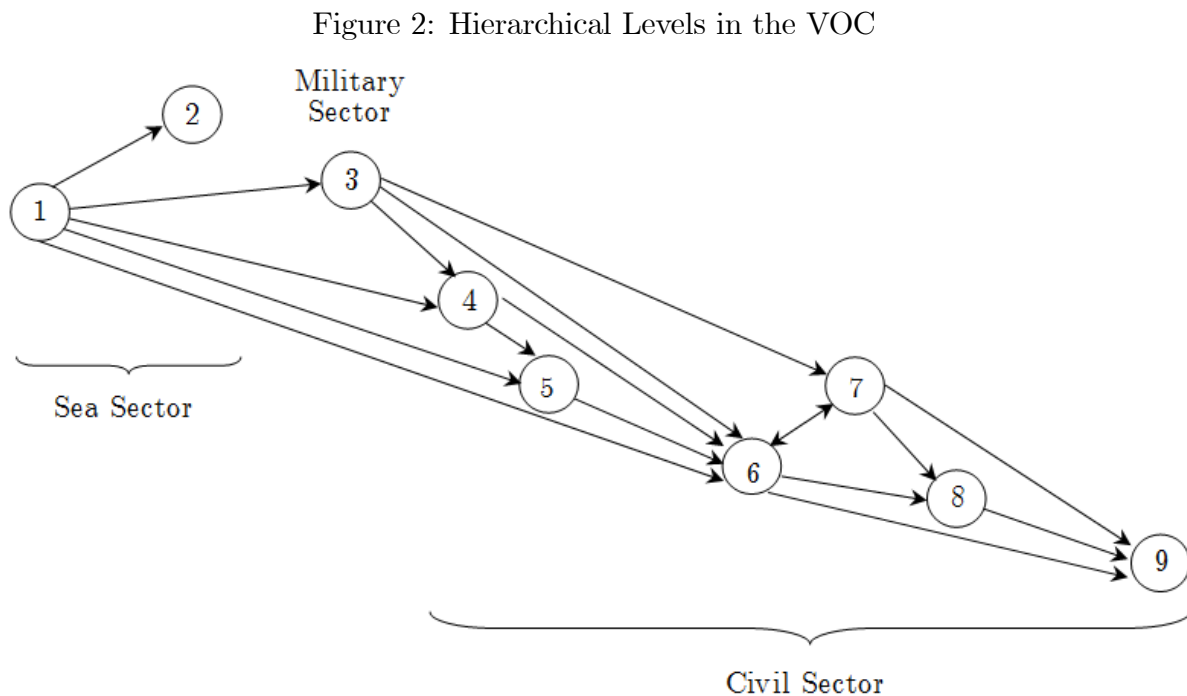 Figure 2: Hierarchical Levels in the VOC
Military
Sector
2
3
1
4
5
7
6
8
9
Sea Sector
Civil Sector